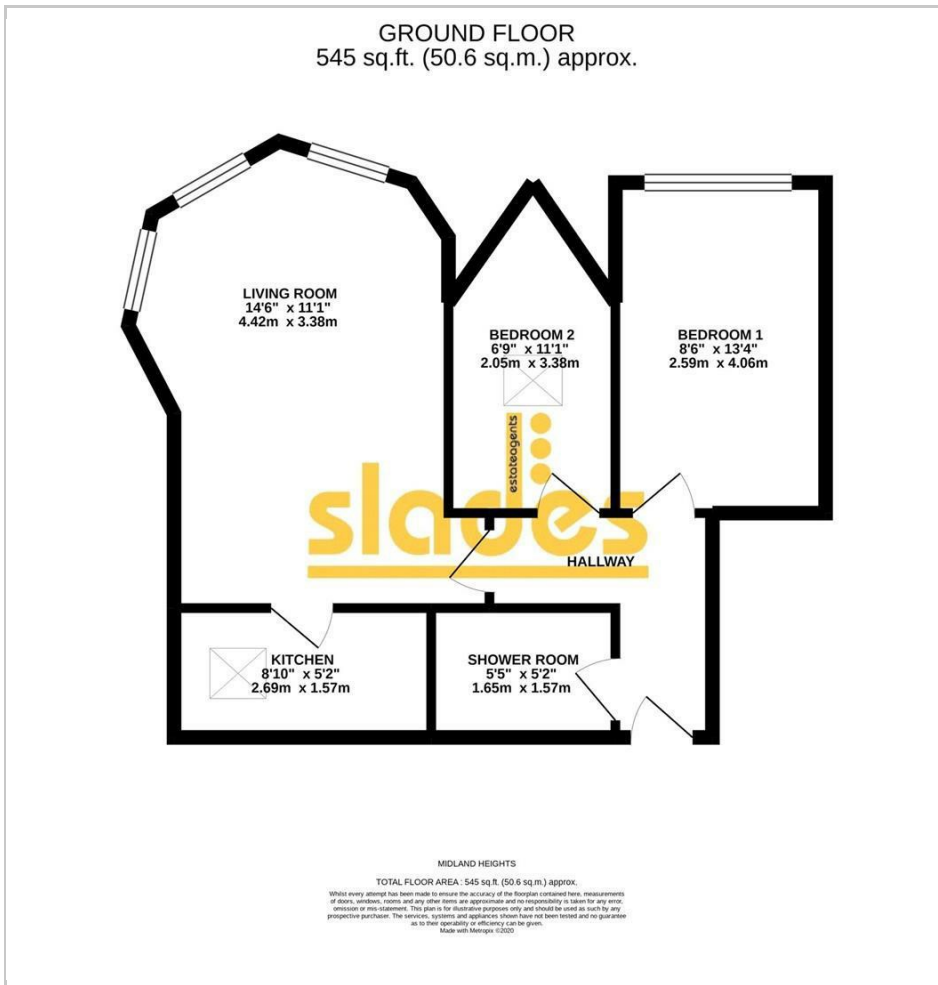 GROUND FLOOR
545 sq.ft. (50.6 sq.m.) approx.
LIVING ROOM
14'6" x 11'1"
4.42m x 3.38m
BEDROOM 2
6'9" x 11'1"
2.05m x 3.38m
BEDROOM 1
8'6" x 13'4"
2.59m x 4.06m
estateagents
slades
HALLWAY
KITCHEN
8'10" x 5'2"
2.69m x 1.57m
SHOWER ROOM
5'5" x 5'2"
1.65m x 1.57m
MIDLAND HEIGHTS
TOTAL FLOOR AREA : 545 sq.ft. (50.6 sq.m.) approx.
Whilst every attempt has been made to ensure the accuracy of the floorplan contained here, measurements
of doors, windows, rooms and any other items are approximate and no responsibility is taken for any error,
omission or mis-statement. This plan is for illustrative purposes only and should be used as such by any
prospective purchaser. The services, systems and appliances shown have not been tested and no guarantee
as to their operability or efficiency can be given.
Made with Metropix ©2020